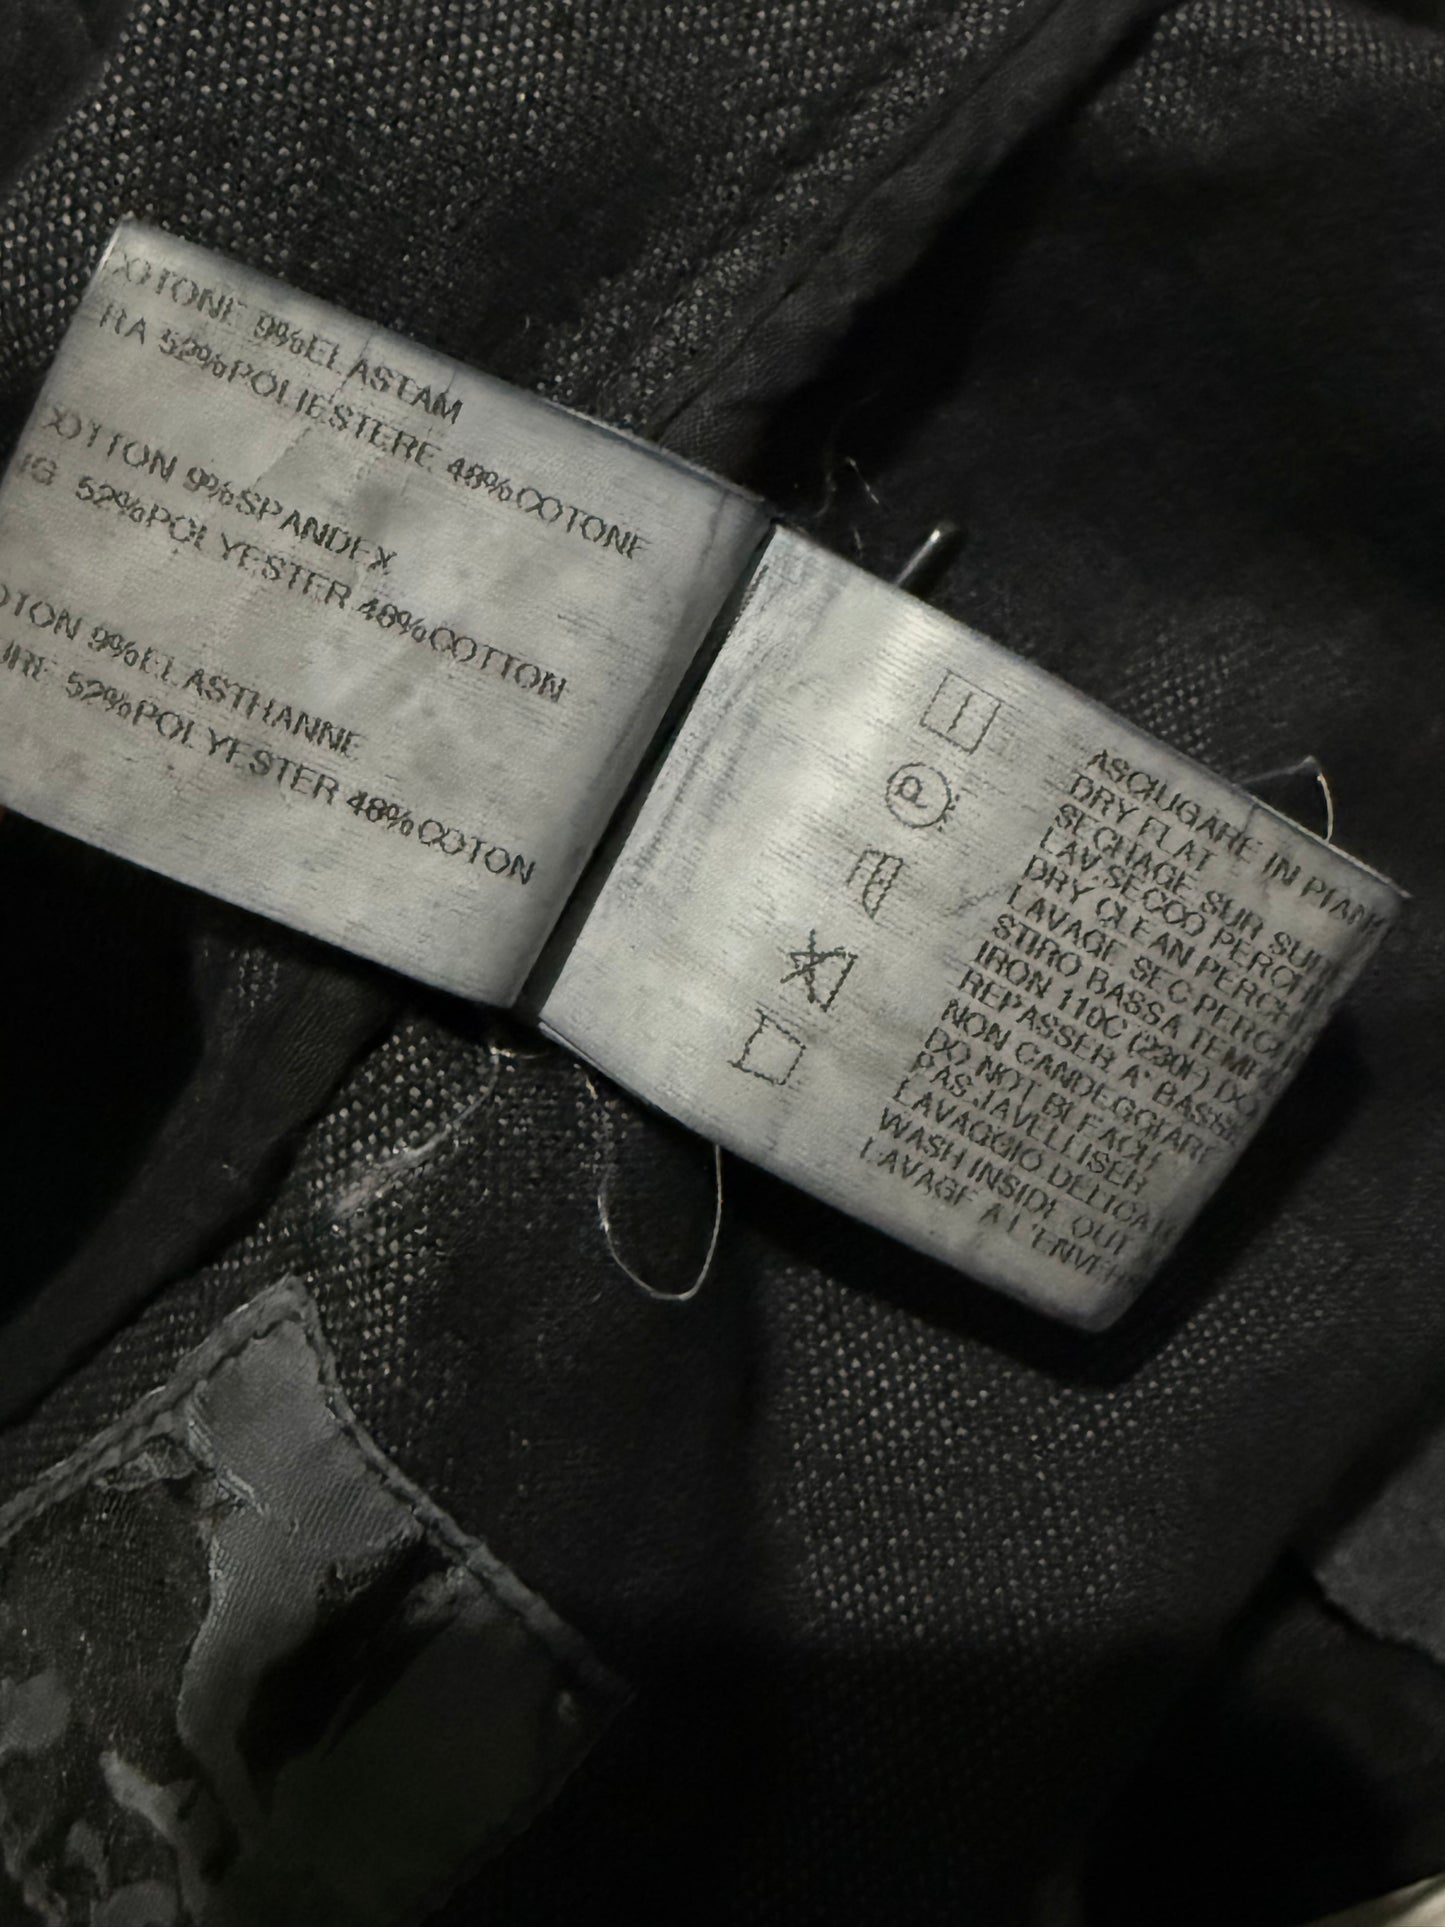 9%ELASTAM
52%POLIESTERE 48%COTONE
9%SPANDEX
52%POLYESTER 48%COTTON
9%ELASTHANNE
52%POLYESTER 48%COTON
P
ASCIUGARE IN
DRY FLAT
SECHAGE SUR
LAV.SECCO
DRY CLEAN
LAVAGE SEC
STIRO BASSA
IRON 110C (230F)
REPASSER A' BASSE
NON CANDEGGIARE
DO NOT BLEACH
PAS JAVELLISER
LAVAGGIO
WASH INSIDE OUT
LAVAGE A L'